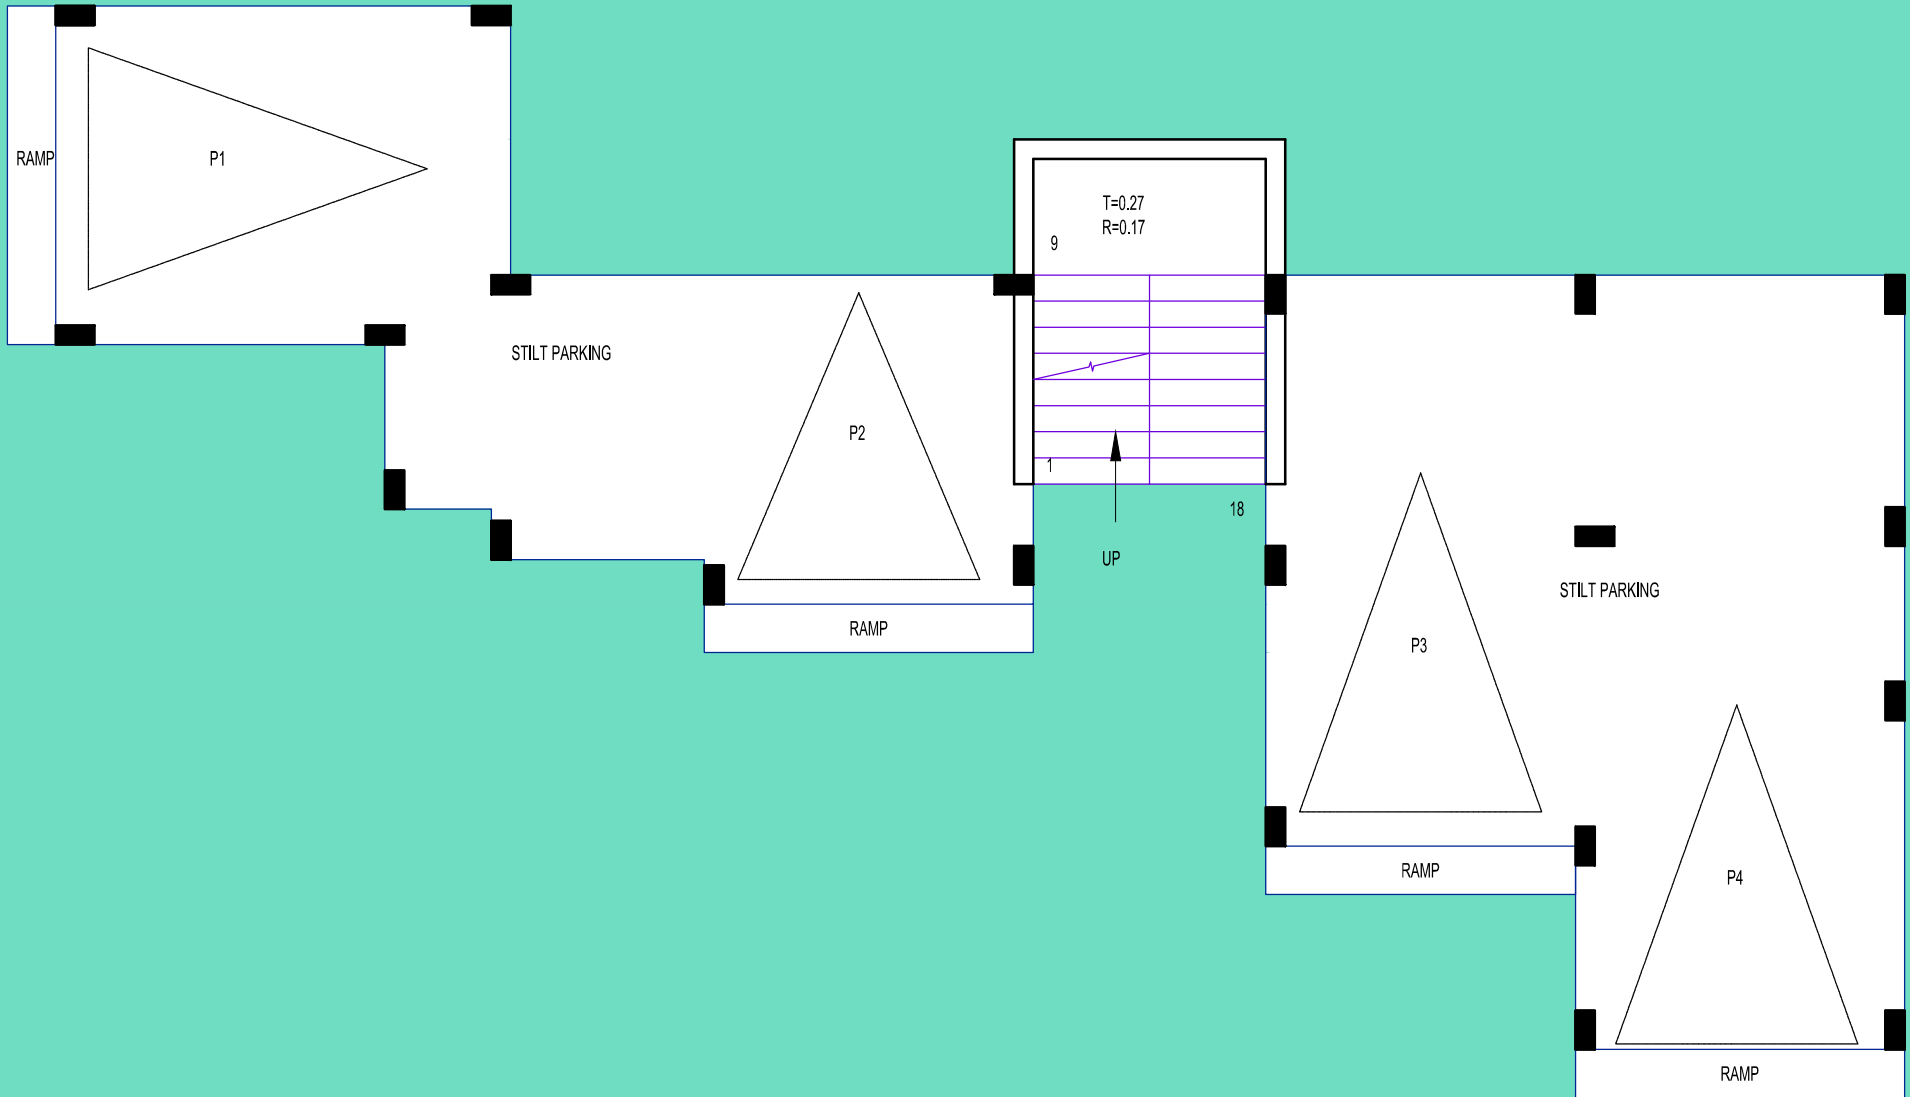 RAMP
P1
T=0.27
R=0.17
9
STILT PARKING
P2
1
18
UP
RAMP
STILT PARKING
P3
RAMP
P4
RAMP